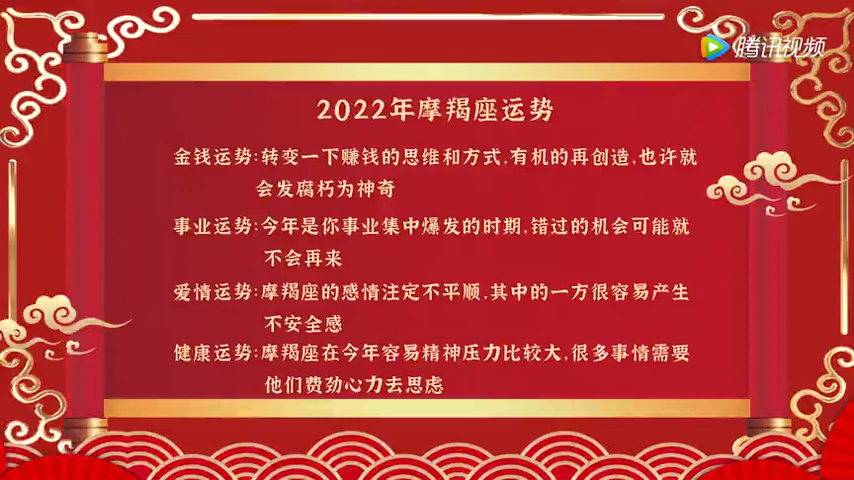 腾讯视频
2022年摩羯座运势
金钱运势:转变一下赚钱的思维和方式,有机的再创造,也许就
会发腐朽为神奇
事业运势:今年是你事业集中爆发的时期,错过的机会可能就
不会再来
爱情运势:摩羯座的感情注定不平顺,其中的一方很容易产生
不安全感
健康运势:摩羯座在今年容易精神压力比较大,很多事情需要
他们费劲心力去思虑